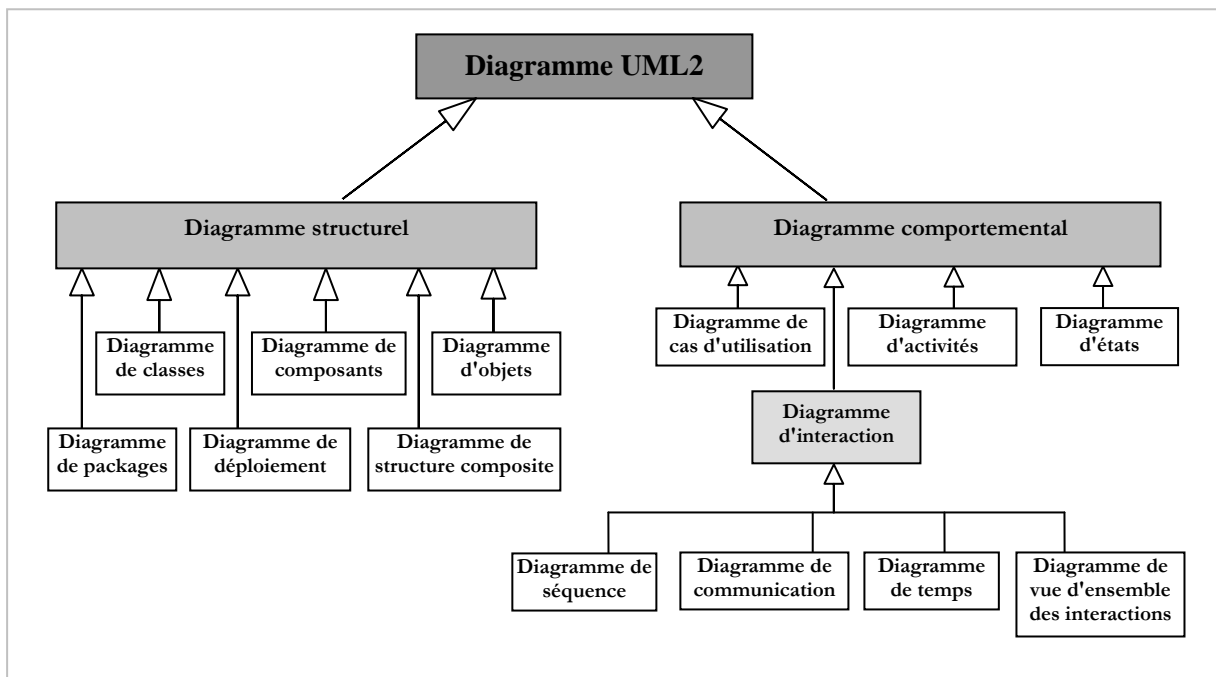 Diagramme UML2
Diagramme structurel
Diagramme comportemental
Diagramme
de classes
Diagramme de
composants
Diagramme
d'objets
Diagramme
de packages
Diagramme de
déploiement
Diagramme de
structure composite
Diagramme de
cas d'utilisation
Diagramme
d'activités
Diagramme
d'états
Diagramme
d'interaction
Diagramme de
séquence
Diagramme de
communication
Diagramme
de temps
Diagramme de
vue d'ensemble
des interactions